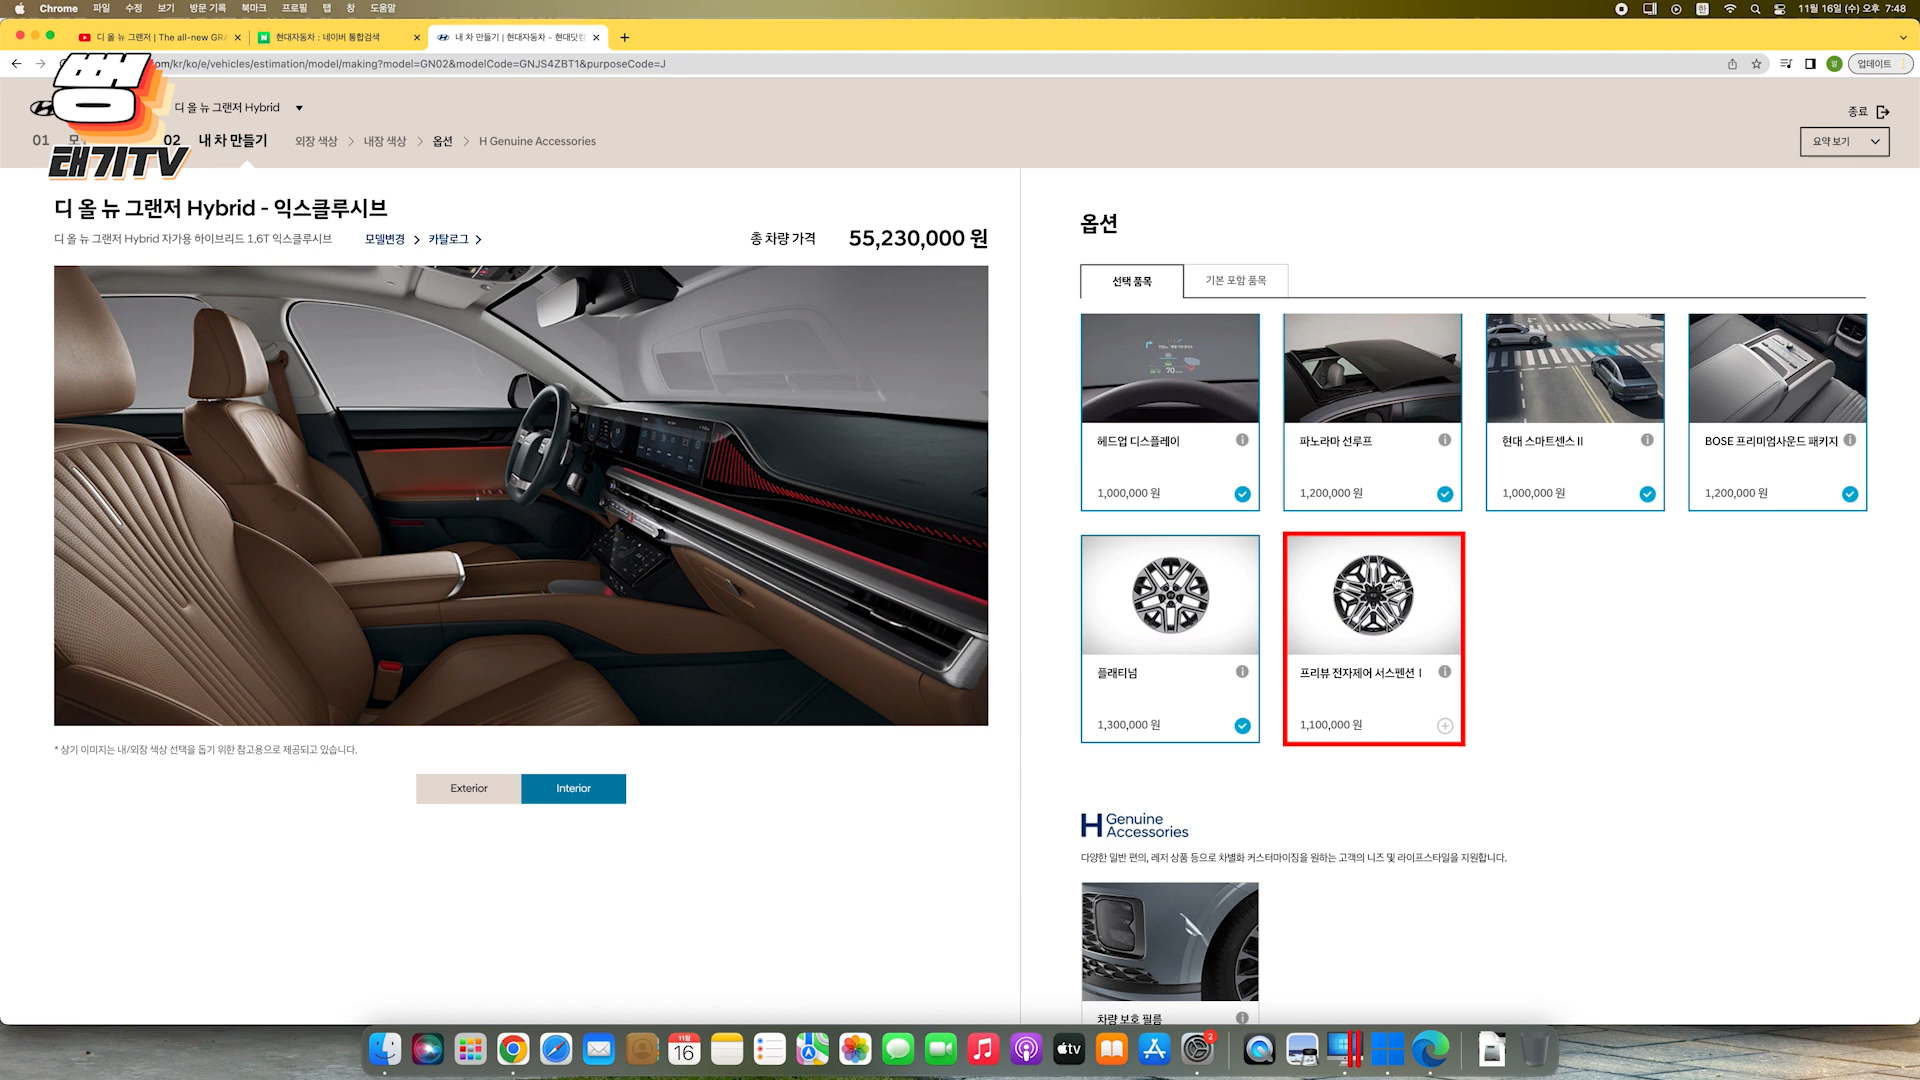 Chrome 파일 수정 보기 방문 기록 북마크 프로필 탭 창 도움말
한 11월 16일 (수) 오후 7:48
디 올 뉴 그랜저 | The all-new GRA
현대자동차 : 네이버 통합검색
내 차 만들기 | 현대자동차 - 현대닷컴
om/kr/ko/e/vehicles/estimation/model/making?model=GN02&modelCode=GNJS4ZBT1&purposeCode=J
업데이트
태기TV
디 올 뉴 그랜저 Hybrid
종료
01 모
02 내 차 만들기
외장 색상 > 내장 색상 > 옵션 > H Genuine Accessories
요약 보기
디 올 뉴 그랜저 Hybrid - 익스클루시브
디 올 뉴 그랜저 Hybrid 자가용 하이브리드 1.6T 익스클루시브
모델변경 > 카탈로그 >
총 차량 가격 55,230,000 원
* 상기 이미지는 내/외장 색상 선택을 돕기 위한 참고용으로 제공되고 있습니다.
Exterior Interior
옵션
선택 품목
기본 포함 품목
70
헤드업 디스플레이
1,000,000 원
파노라마 선루프
1,200,000 원
현대 스마트센스 II
1,000,000 원
BOSE 프리미엄사운드 패키지
1,200,000 원
플래티넘
1,300,000 원
프리뷰 전자제어 서스펜션 I
1,100,000 원
H Genuine
Accessories
다양한 일반 편의, 레저 상품 등으로 차별화 커스터마이징을 원하는 고객의 니즈 및 라이프스타일을 지원합니다.
차량 보호 필름
11월
16
tv
2